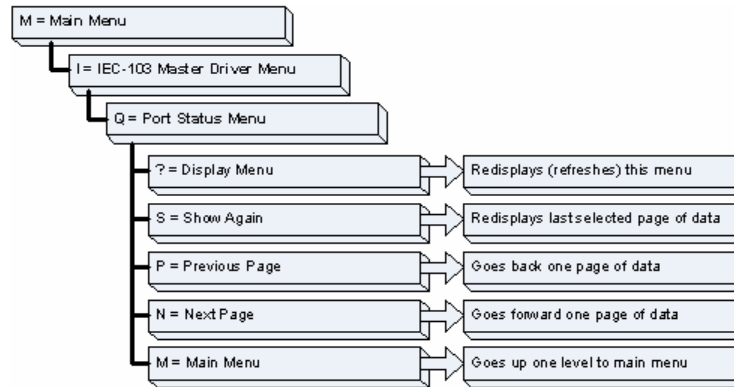 M = Main Menu
I = IEC-103 Master Driver Menu
Q = Port Status Menu
? = Display Menu
Redisplays (refreshes) this menu
S = Show Again
Redisplays last selected page of data
P = Previous Page
Goes back one page of data
N = Next Page
Goes forward one page of data
M = Main Menu
Goes up one level to main menu